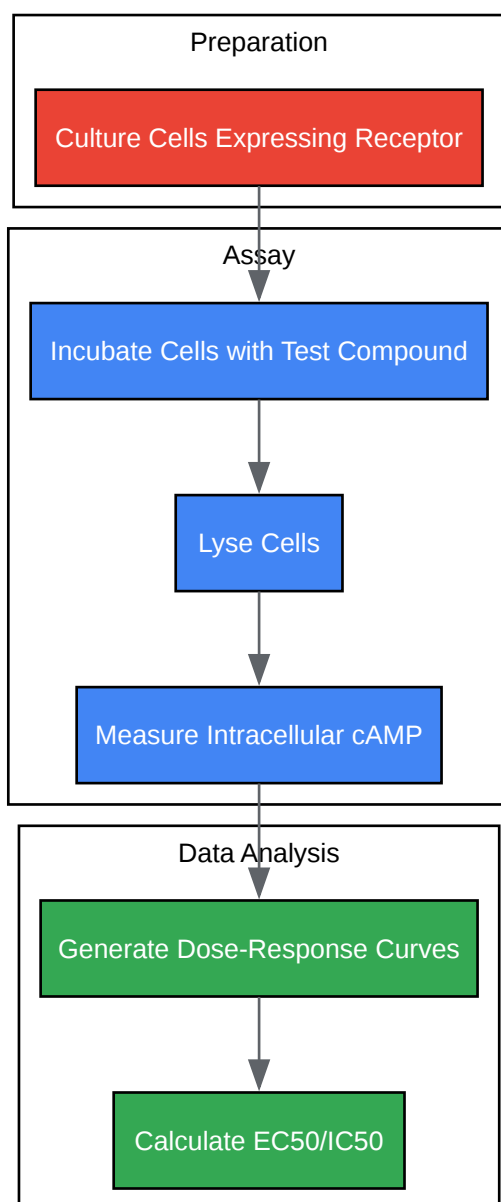 Preparation
Culture Cells Expressing Receptor
Assay
Incubate Cells with Test Compound
Lyse Cells
Measure Intracellular cAMP
Data Analysis
Generate Dose-Response Curves
Calculate EC50/IC50